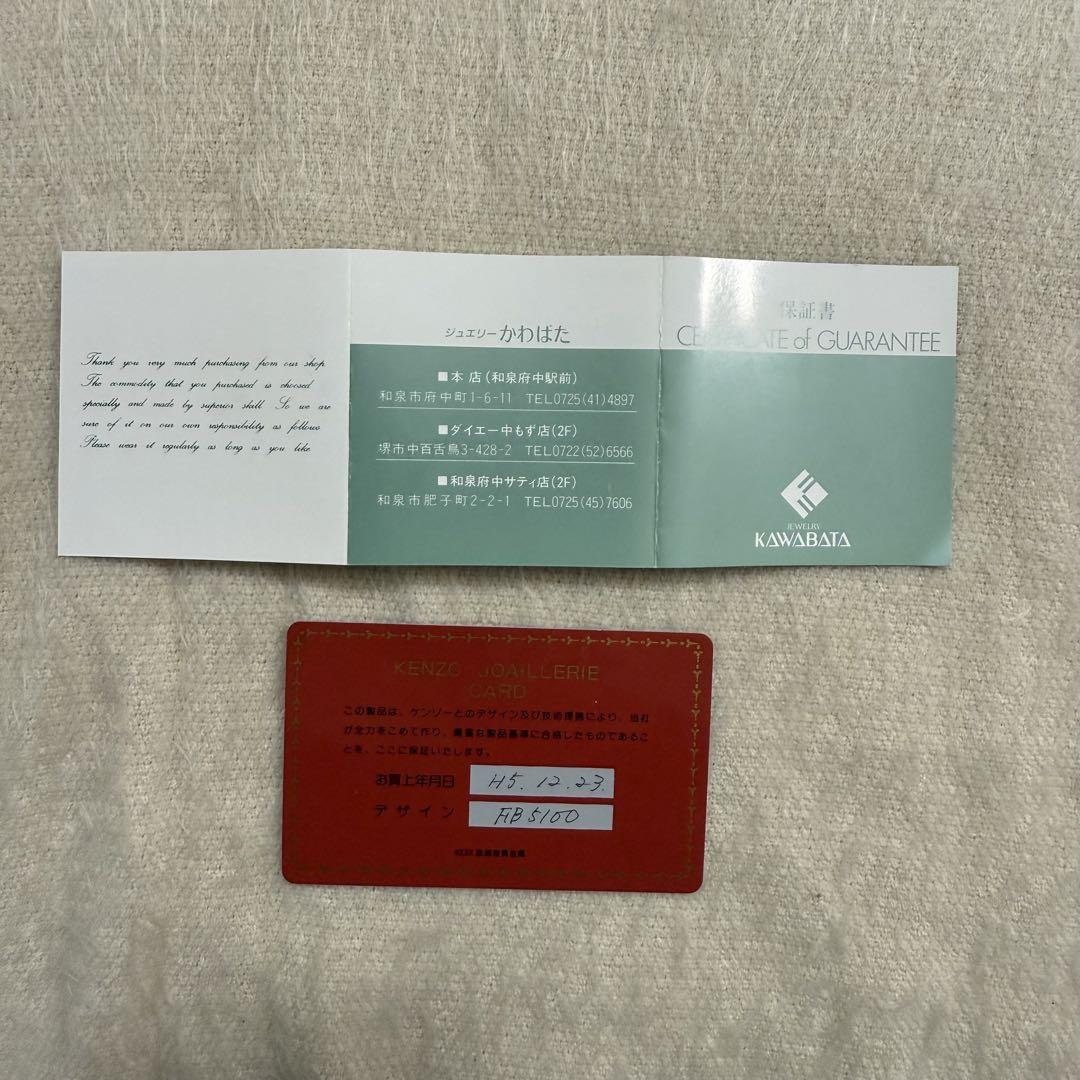 Thank you very much purchasing from our shop.
The commodity that you purchased is choosed
specially and made by superior skill. So we are
sure of it on our own responsibility as follows.
Please wear it regularly as long as you like.
ジュエリーかわばた
■本店(和泉府中駅前)
和泉市府中町1-6-11 TEL0725(41)4897
■ダイエー中もず店(2F)
堺市中百舌鳥3-428-2 TEL0722(52)6566
■和泉府中サティ店(2F)
和泉市肥子町2-2-1 TEL0725(45)7606
保証書
CERTIFICATE of GUARANTEE
JEWELRY
KAWABATA
KENZO JOAILLERIE
CARD
この製品は、ケンゾーとのデザイン及び技術提携により、当社
が全力をこめて作り、厳重な製品基準に合格したものであるこ
とを、ここに保証いたします。
お買上年月日 H5.12.23.
デザイン HB5100